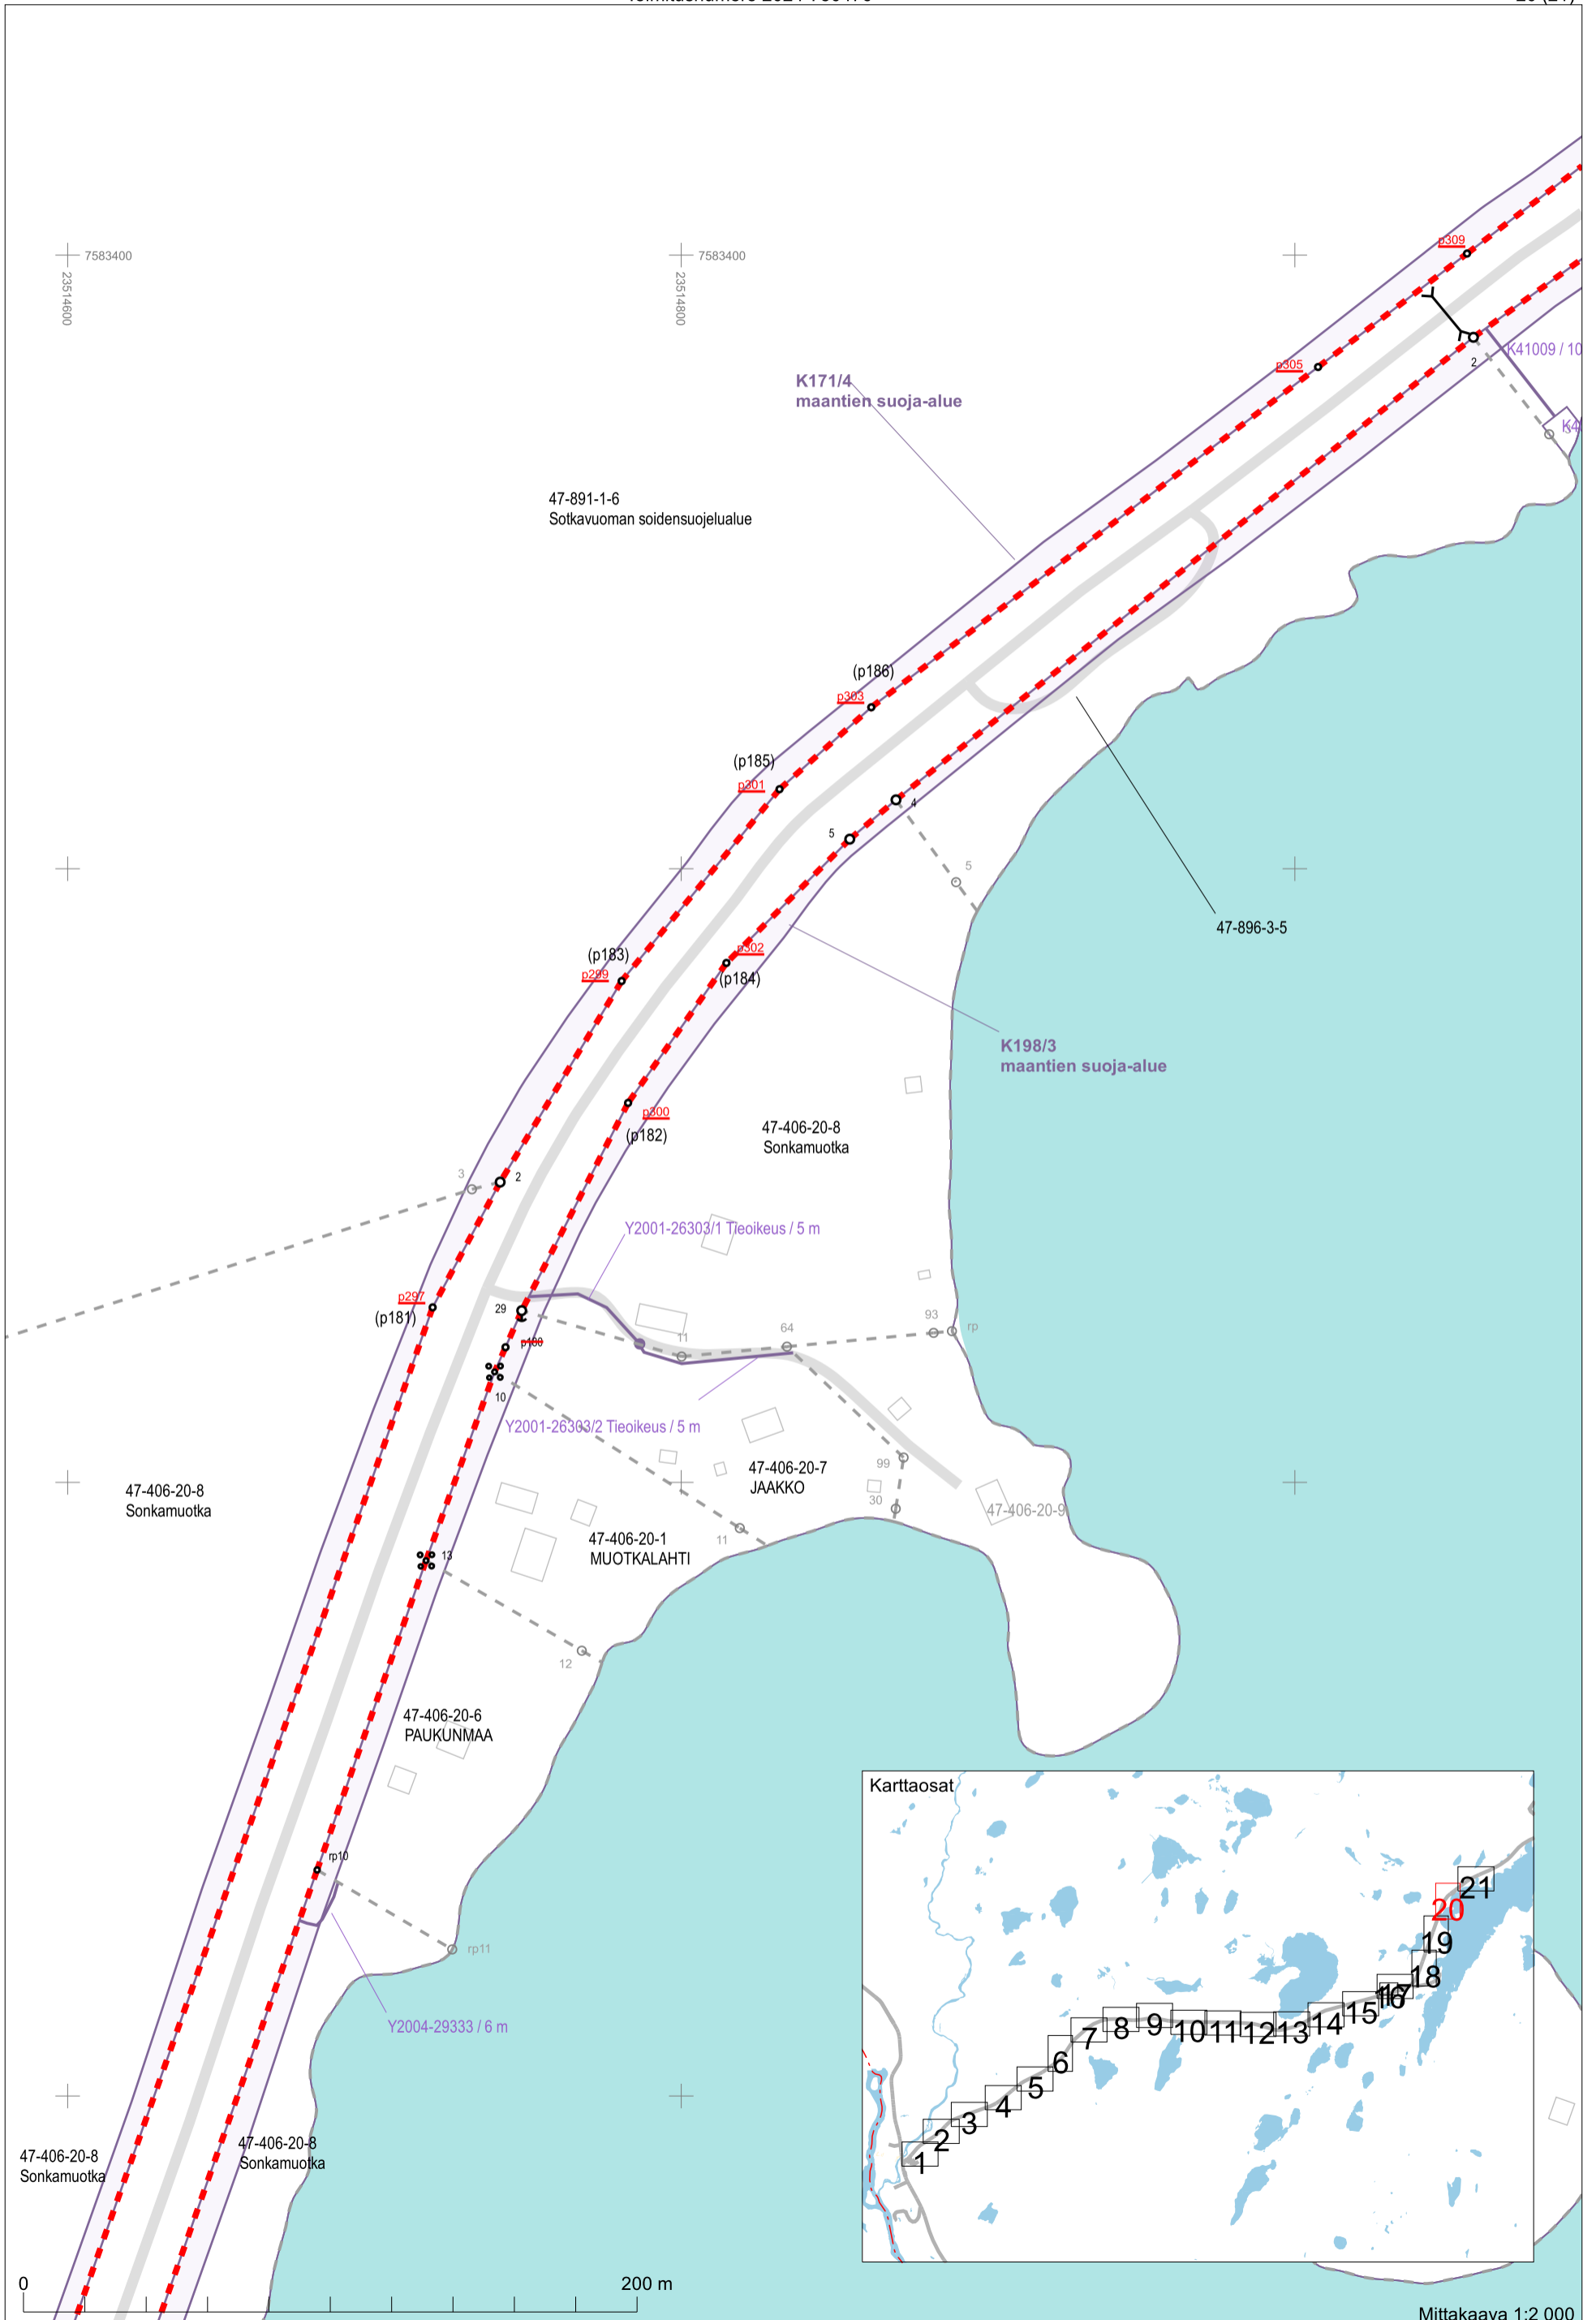 7583400
7583400
23514600
23514800
p309
2
K41009 / 10
p305
K171/4
maantien suoja-alue
47-891-1-6
Sotkavuoman soidensuojelualue
(p186)
p303
(p185)
p301
4
5
5
47-896-3-5
(p183)
p299
p302
(p184)
K198/3
maantien suoja-alue
p300
(p182)
47-406-20-8
Sonkamuotka
3
2
Y2001-26303/1 Tieoikeus / 5 m
p297
(p181)
29
p180
11
64
93
rp
10
Y2001-26303/2 Tieoikeus / 5 m
47-406-20-7
JAAKKO
99
30
47-406-20-9
47-406-20-8
Sonkamuotka
11
47-406-20-1
MUOTKALAHTI
13
12
47-406-20-6
PAUKUNMAA
rp10
rp11
Y2004-29333 / 6 m
47-406-20-8
Sonkamuotka
47-406-20-8
Sonkamuotka
Karttaosat
21
20
19
18
17
16
15
14
13
12
11
10
9
8
7
6
5
4
3
2
1
0
200 m
Mittakaava 1:2 000